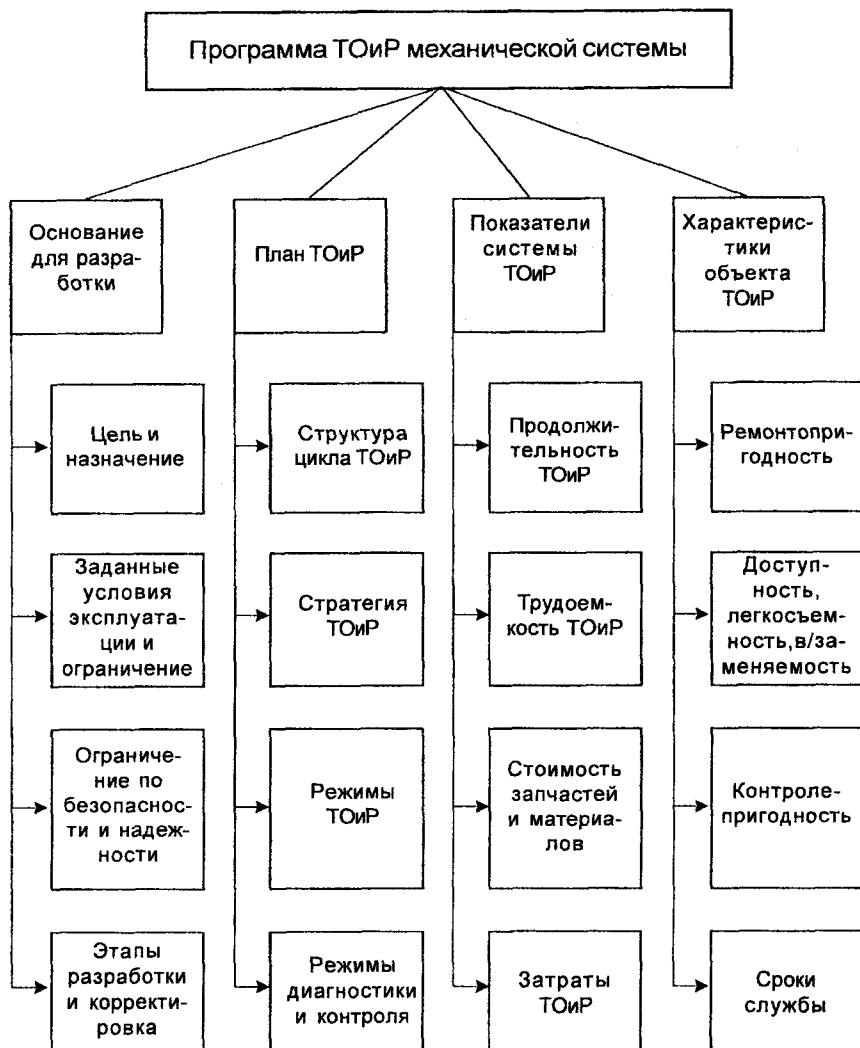 Программа ТОиР механической системы
Основание
для разра-
ботки
План ТОиР
Показатели
системы
ТОиР
Характерис-
тики
объекта
ТОиР
Цель и
назначение
Структура
цикла ТОиР
Продолжи-
тельность
ТОиР
Ремонтопри-
годность
Заданные
условия
эксплуата-
ции и
ограничение
Стратегия
ТОиР
Трудоем-
кость ТОиР
Доступ-
ность,
легкосъем-
ность,в/за-
меняемость
Ограниче-
ние по
безопаснос-
ти и надеж-
ности
Режимы
ТОиР
Стоимость
запчастей
и материа-
лов
Контроле-
пригодность
Этапы
разработки
и корректи-
ровка
Режимы
диагностики
и контроля
Затраты
ТОиР
Сроки
службы